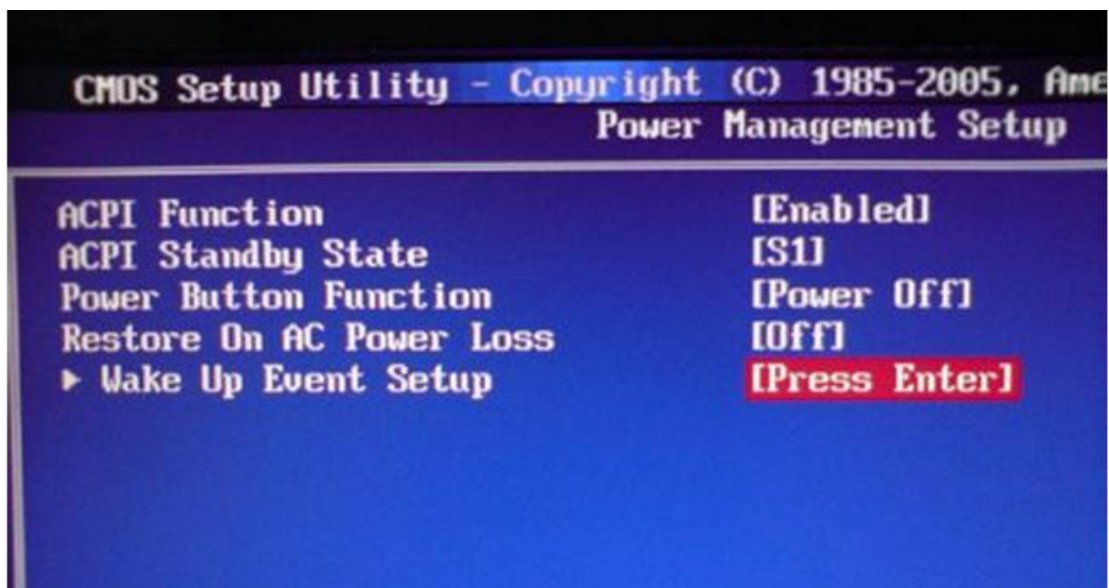 CMOS Setup Utility - Copyright (C) 1985-2005, Ame
Power Management Setup
ACPI Function [Enabled]
ACPI Standby State [S1]
Power Button Function [Power Off]
Restore On AC Power Loss [Off]
▶ Wake Up Event Setup [Press Enter]